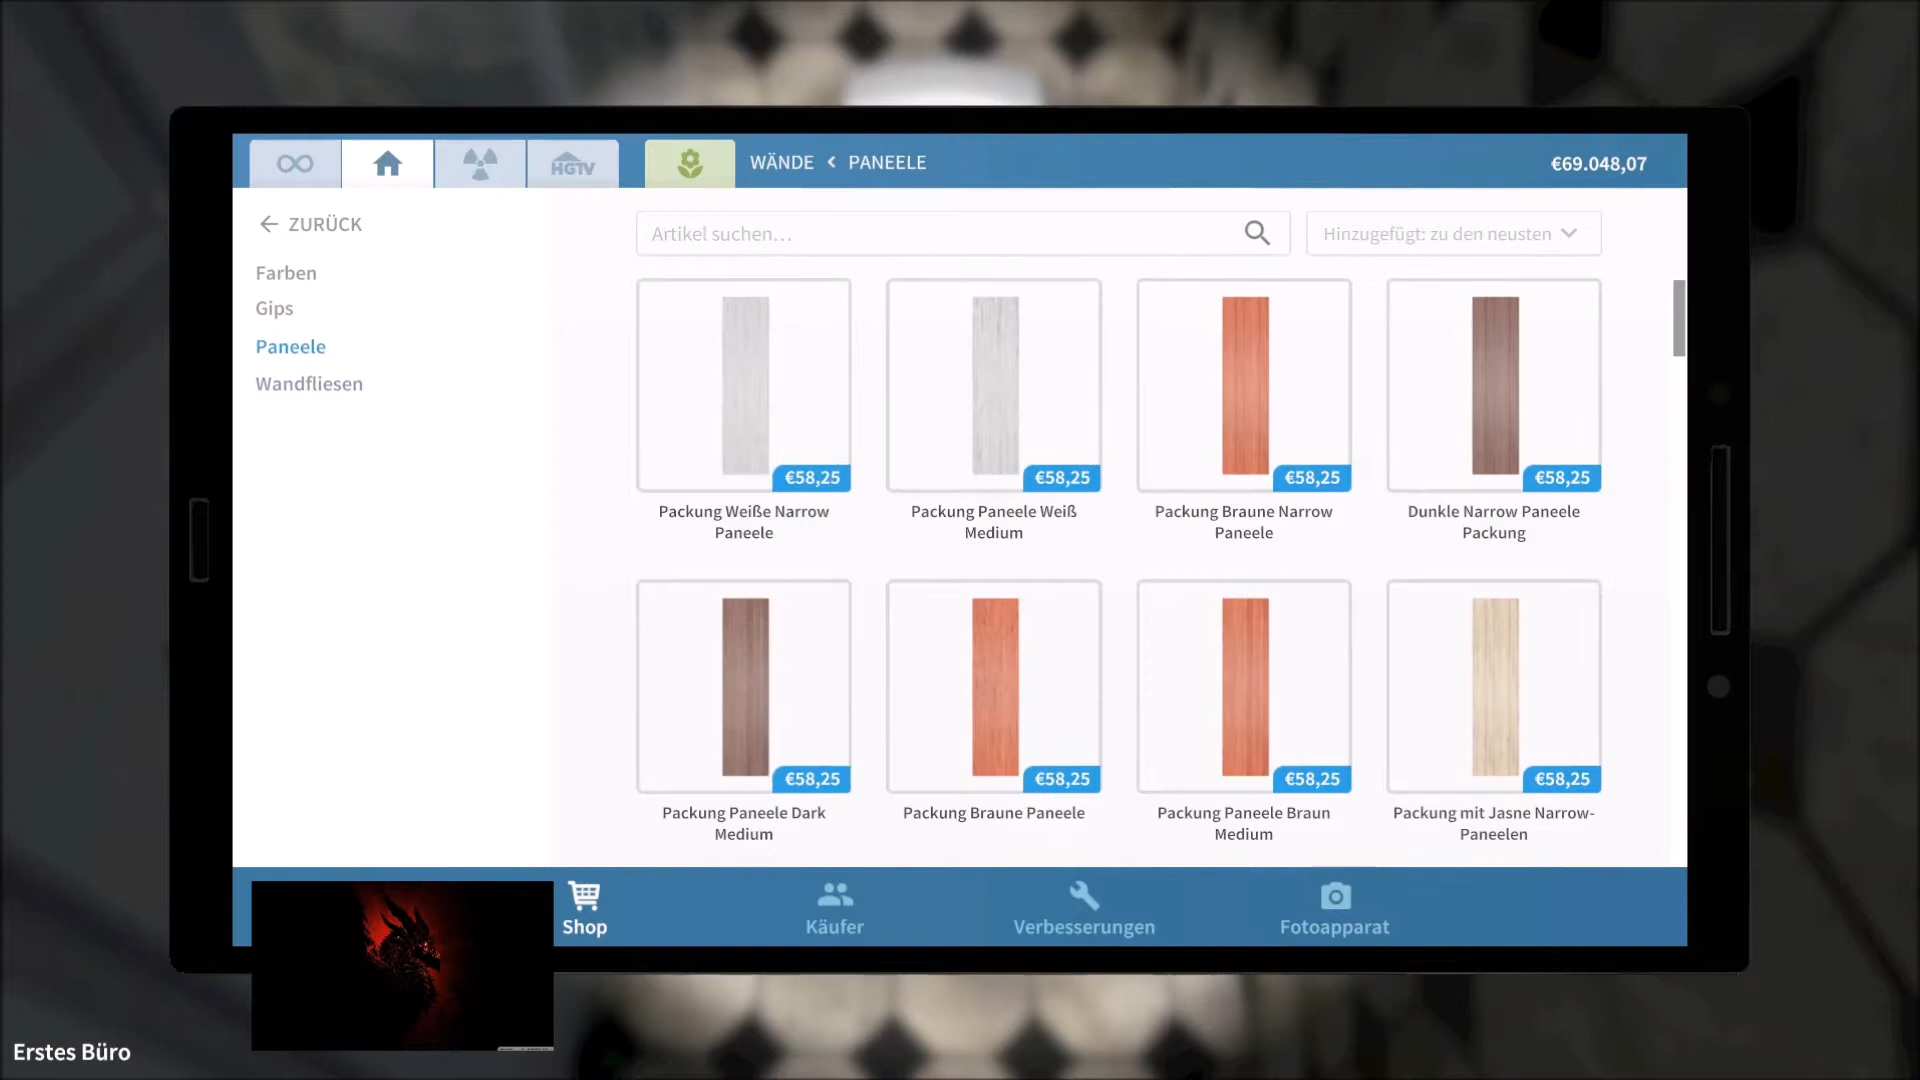 HGTV
WÄNDE < PANEELE
€69.048,07
← ZURÜCK
Farben
Gips
Paneele
Wandfliesen
Artikel suchen...
Hinzugefügt: zu den neusten
€58,25
€58,25
€58,25
€58,25
Packung Weiße Narrow
Paneele
Packung Paneele Weiß
Medium
Packung Braune Narrow
Paneele
Dunkle Narrow Paneele
Packung
€58,25
€58,25
€58,25
€58,25
Packung Paneele Dark
Medium
Packung Braune Paneele
Packung Paneele Braun
Medium
Packung mit Jasne Narrow-
Paneelen
Shop
Käufer
Verbesserungen
Fotoapparat
Erstes Büro